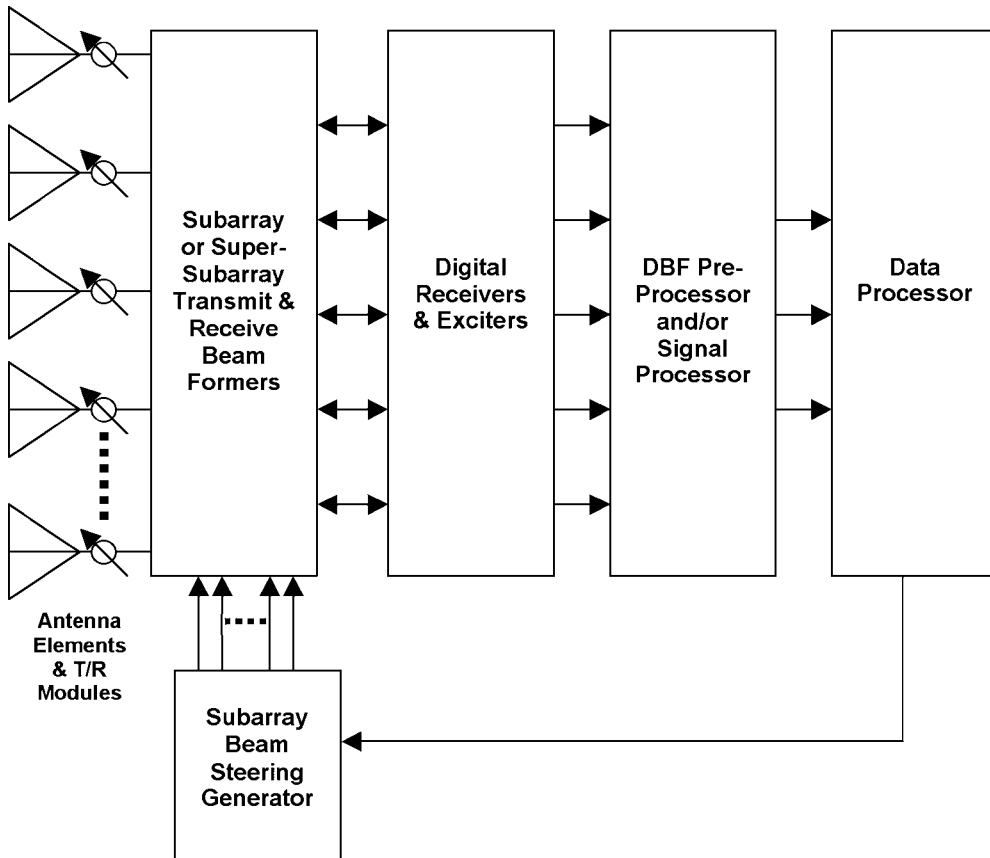 Subarray
or Super-
Subarray
Transmit &
Receive
Beam
Formers
Digital
Receivers
& Exciters
DBF Pre-
Processor
and/or
Signal
Processor
Data
Processor
Antenna
Elements
& T/R
Modules
Subarray
Beam
Steering
Generator